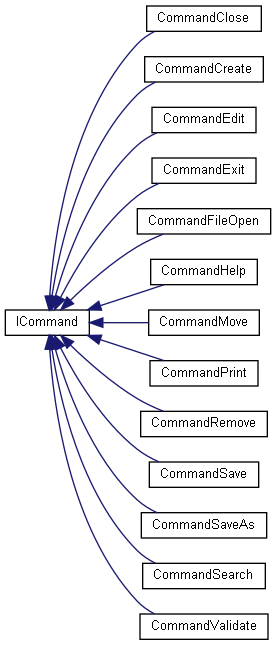 CommandClose
CommandCreate
CommandEdit
CommandExit
CommandFileOpen
CommandHelp
ICommand
CommandMove
CommandPrint
CommandRemove
CommandSave
CommandSaveAs
CommandSearch
CommandValidate